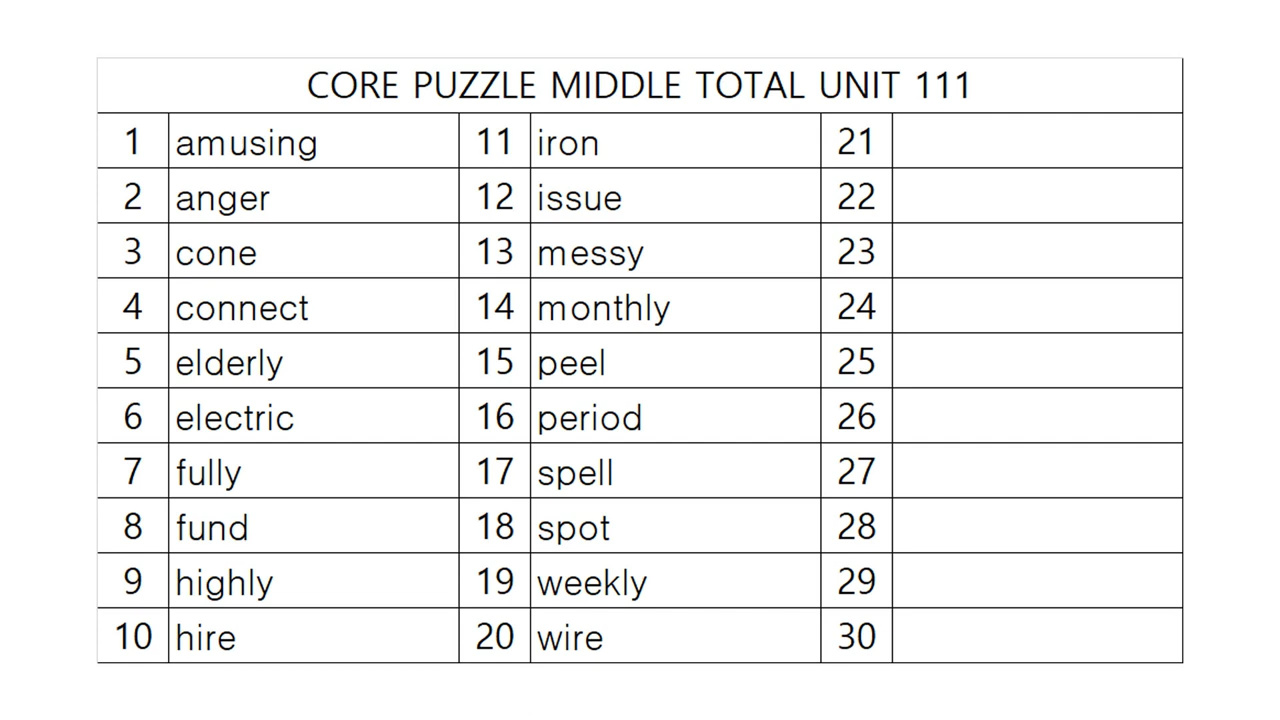 CORE PUZZLE MIDDLE TOTAL UNIT 111
1 amusing 11 iron 21
2 anger 12 issue 22
3 cone 13 messy 23
4 connect 14 monthly 24
5 elderly 15 peel 25
6 electric 16 period 26
7 fully 17 spell 27
8 fund 18 spot 28
9 highly 19 weekly 29
10 hire 20 wire 30